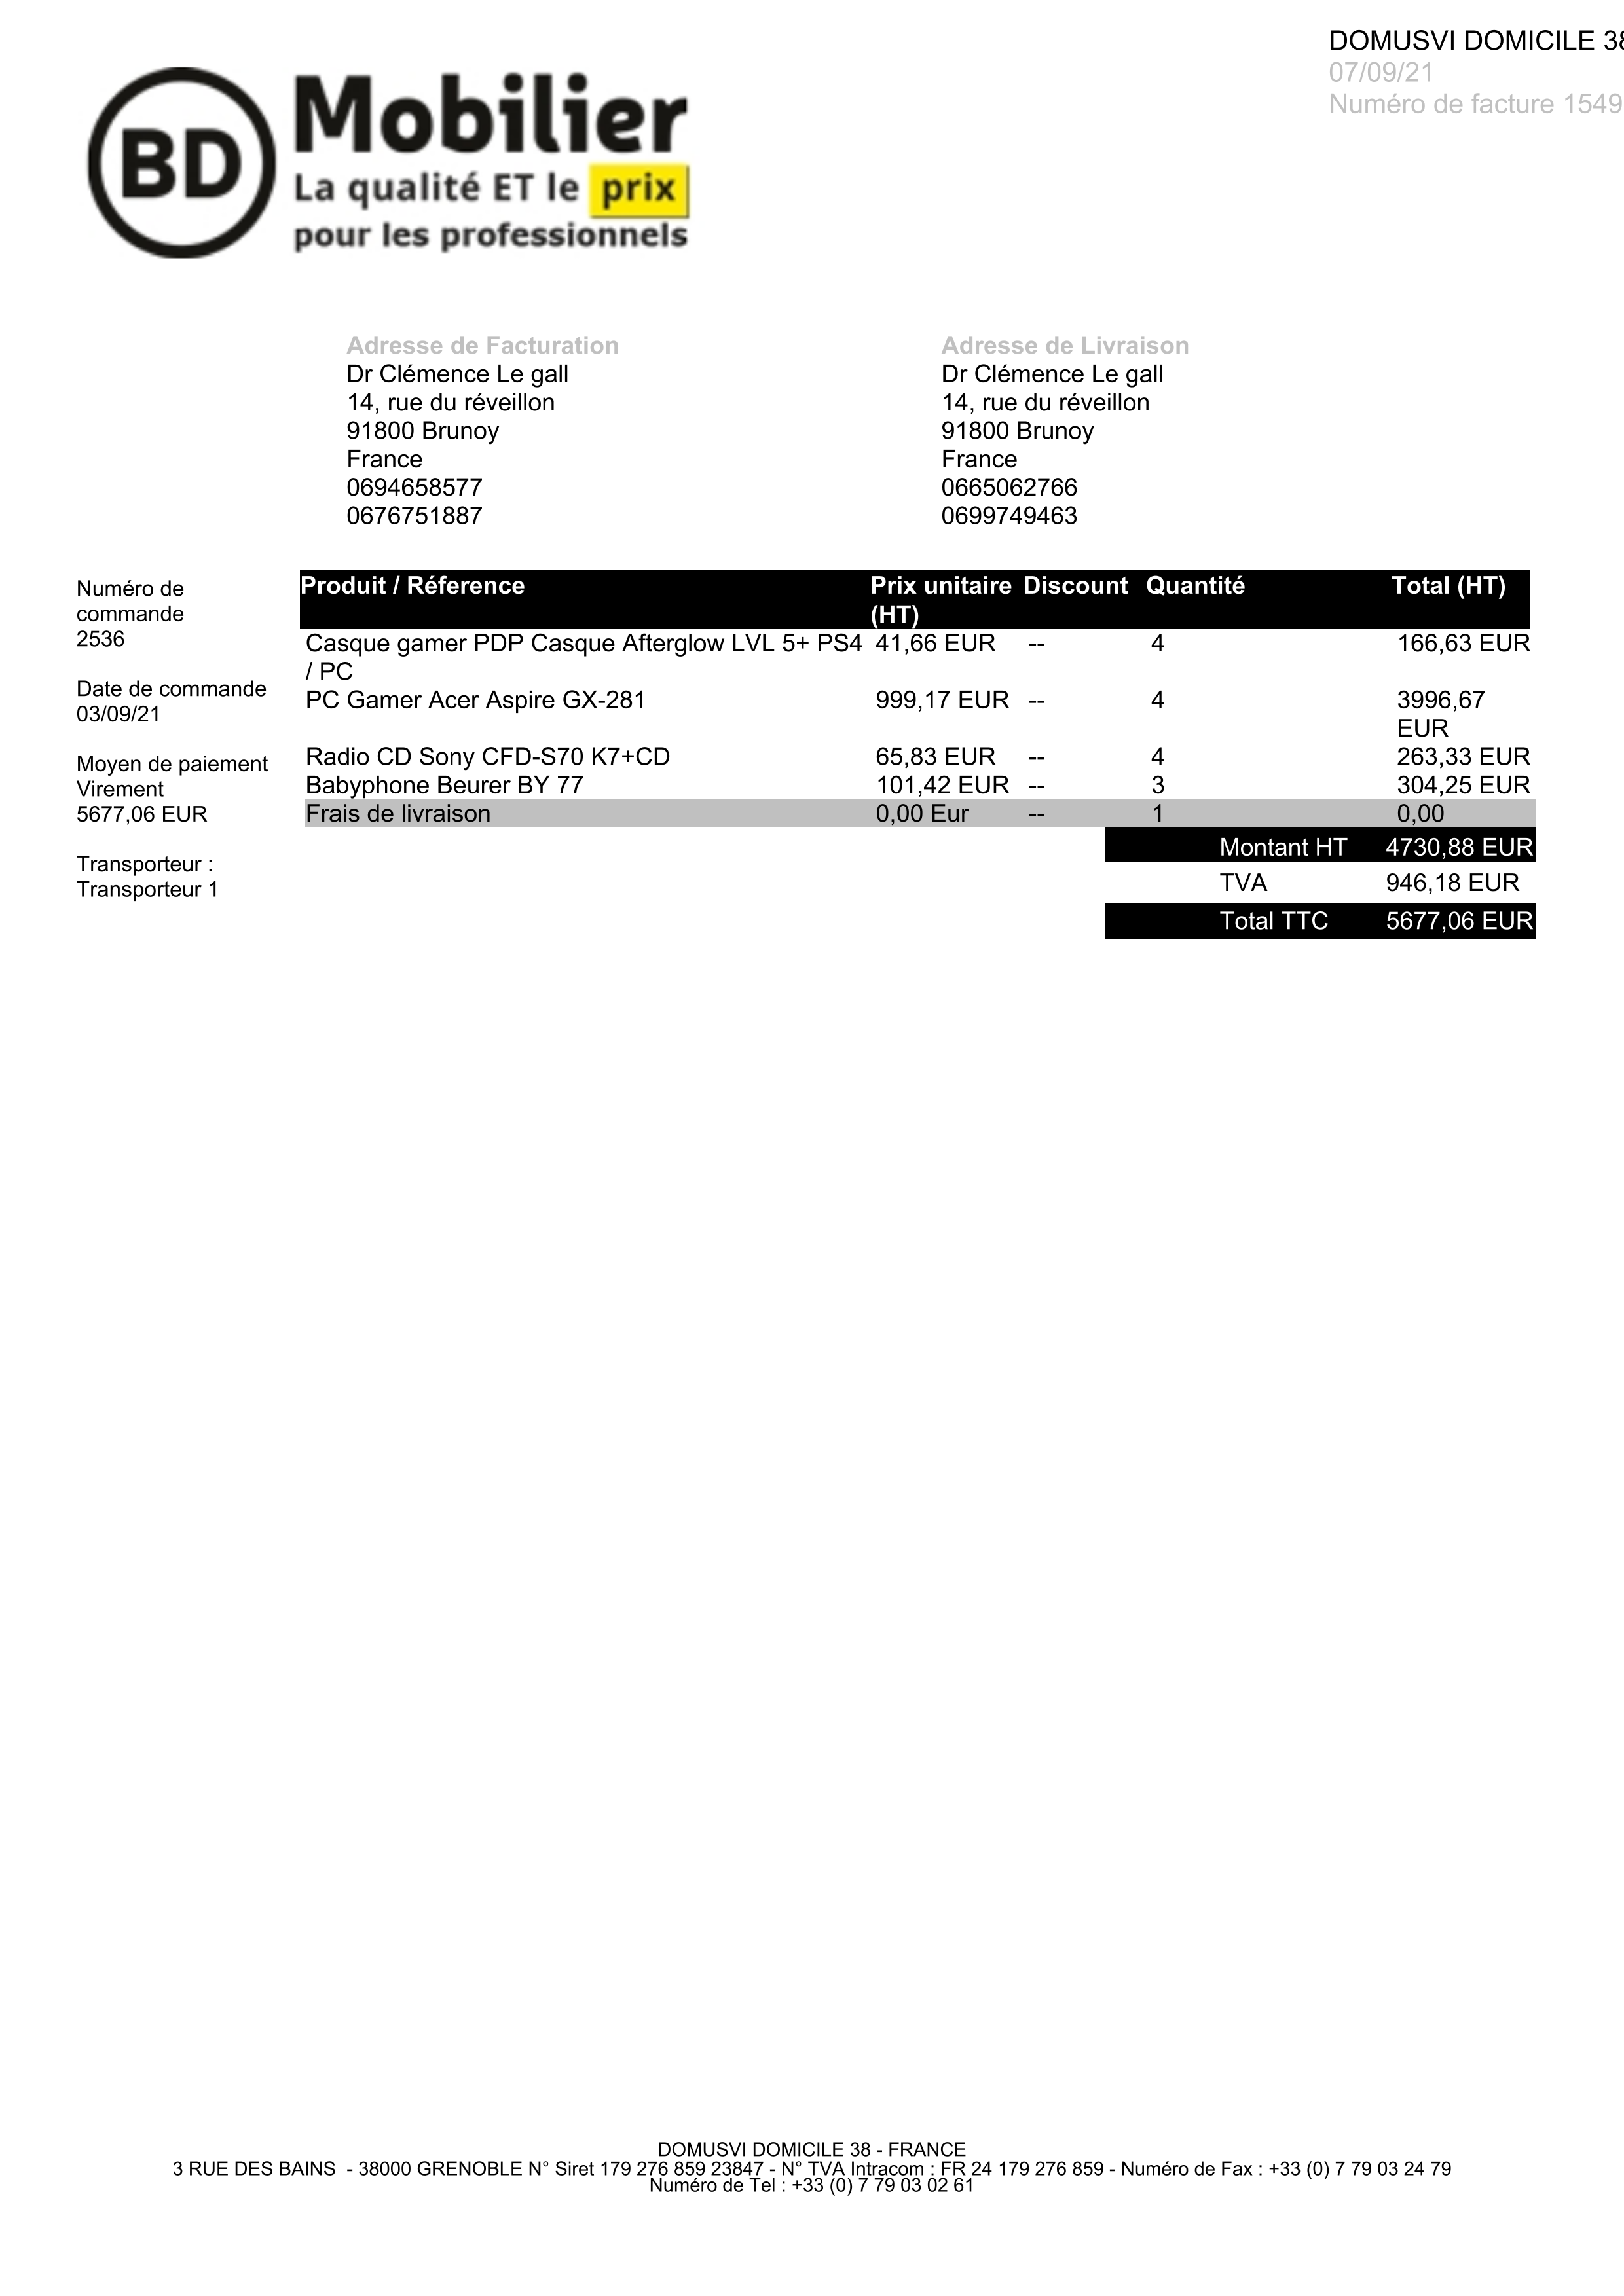 DOMUSVI DOMICILE 38
07/09/21
Numéro de facture 1549
BD
Mobilier
La qualité ET le prix
pour les professionnels
Adresse de Facturation
Dr Clémence Le gall
14, rue du réveillon
91800 Brunoy
France
0694658577
0676751887
Adresse de Livraison
Dr Clémence Le gall
14, rue du réveillon
91800 Brunoy
France
0665062766
0699749463
Numéro de
commande
2536
Date de commande
03/09/21
Moyen de paiement
Virement
5677,06 EUR
Transporteur :
Transporteur 1
Produit / Réference Prix unitaire Discount Quantité Total (HT)
(HT)
Casque gamer PDP Casque Afterglow LVL 5+ PS4 41,66 EUR -- 4 166,63 EUR
/ PC
PC Gamer Acer Aspire GX-281 999,17 EUR -- 4 3996,67
EUR
Radio CD Sony CFD-S70 K7+CD 65,83 EUR -- 4 263,33 EUR
Babyphone Beurer BY 77 101,42 EUR -- 3 304,25 EUR
Frais de livraison 0,00 Eur -- 1 0,00
Montant HT 4730,88 EUR
TVA 946,18 EUR
Total TTC 5677,06 EUR
DOMUSVI DOMICILE 38 - FRANCE
3 RUE DES BAINS - 38000 GRENOBLE N° Siret 179 276 859 23847 - N° TVA Intracom : FR 24 179 276 859 - Numéro de Fax : +33 (0) 7 79 03 24 79
Numéro de Tel : +33 (0) 7 79 03 02 61